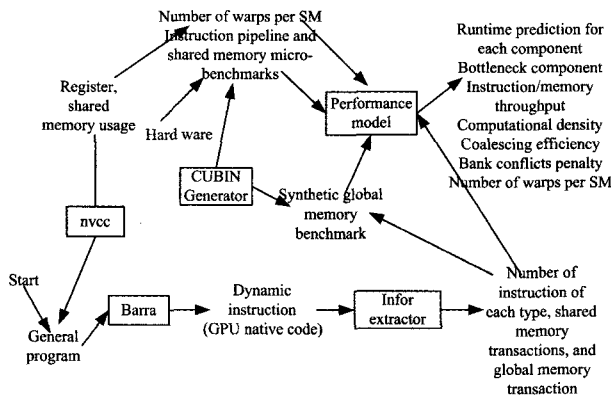 Number of warps per SM
Instruction pipeline and
shared memory micro-
benchmarks
Runtime prediction for
each component
Bottleneck component
Instruction/memory
throughput
Computational density
Coalescing efficiency
Bank conflicts penalty
Number of warps per SM
Register,
shared
memory usage
Hard ware
Performance
model
CUBIN
Generator
Synthetic global
memory
benchmark
nvcc
Start
General
program
Barra
Dynamic
instruction
(GPU native code)
Infor
extractor
Number of
instruction of
each type, shared
memory
transactions, and
global memory
transaction